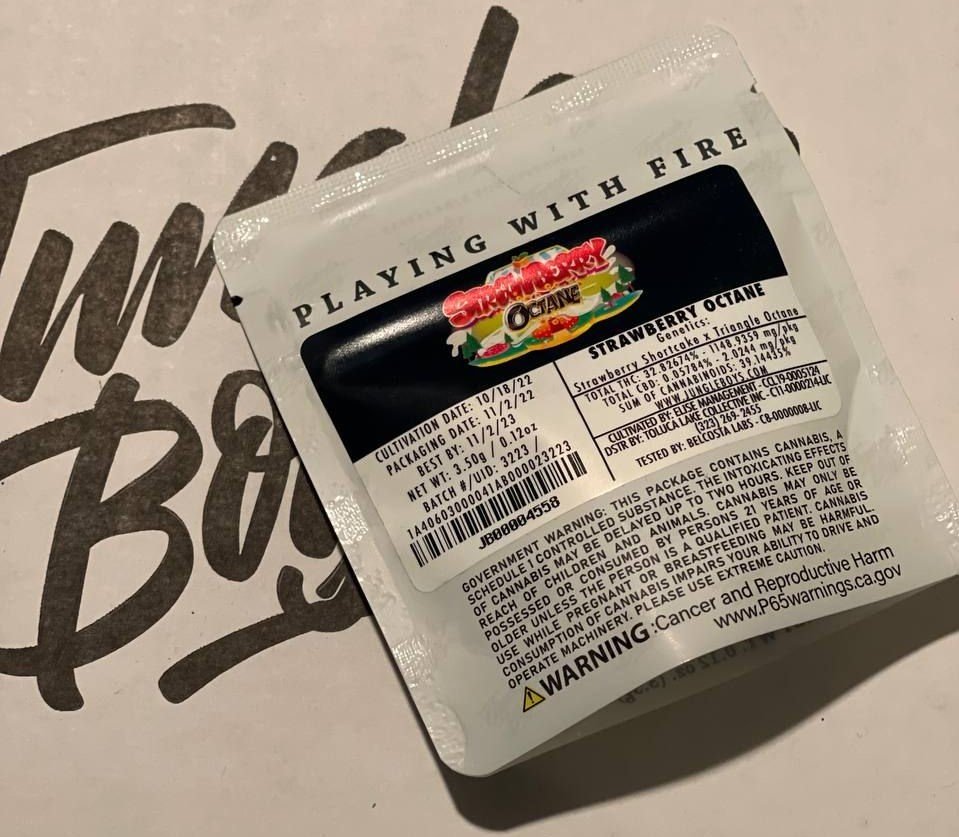 Jungle
Boys
PLAYING WITH FIRE
STRAWBERRY
OCTANE
CULTIVATION DATE: 10/18/22
PACKAGING DATE: 11/2/22
BEST BY: 11/2/23
NET WT: 3.50g / 0.12oz
BATCH #/UID: 3223 /
1A4060300041AB000023223
JB00004558
STRAWBERRY OCTANE
Genetics:
Strawberry Shortcake x Triangle Octane
TOTAL THC: 32.82674% - 1148.9359 mg/pkg
TOTAL CBD: 0.05784% - 2.0244 mg/pkg
SUM OF CANNABINOIDS: 39.14435%
WWW.JUNGLEBOYS.COM
CULTIVATED BY: ELISE MANAGEMENT - CCL19-0005124
DSTR BY: TOLUCA LAKE COLLECTIVE INC - C11-0000214-LIC
(323) 269-2455
TESTED BY: BELCOSTA LABS - C8-0000008-LIC
GOVERNMENT WARNING: THIS PACKAGE CONTAINS CANNABIS, A
SCHEDULE I CONTROLLED SUBSTANCE. THE INTOXICATING EFFECTS
OF CANNABIS MAY BE DELAYED UP TO TWO HOURS. KEEP OUT OF
REACH OF CHILDREN AND ANIMALS. CANNABIS MAY ONLY BE
POSSESSED OR CONSUMED BY PERSONS 21 YEARS OF AGE OR
OLDER UNLESS THE PERSON IS A QUALIFIED PATIENT. CANNABIS
USE WHILE PREGNANT OR BREASTFEEDING MAY BE HARMFUL.
CONSUMPTION OF CANNABIS IMPAIRS YOUR ABILITY TO DRIVE AND
OPERATE MACHINERY. PLEASE USE EXTREME CAUTION.
WARNING:Cancer and Reproductive Harm
www.P65warnings.ca.gov